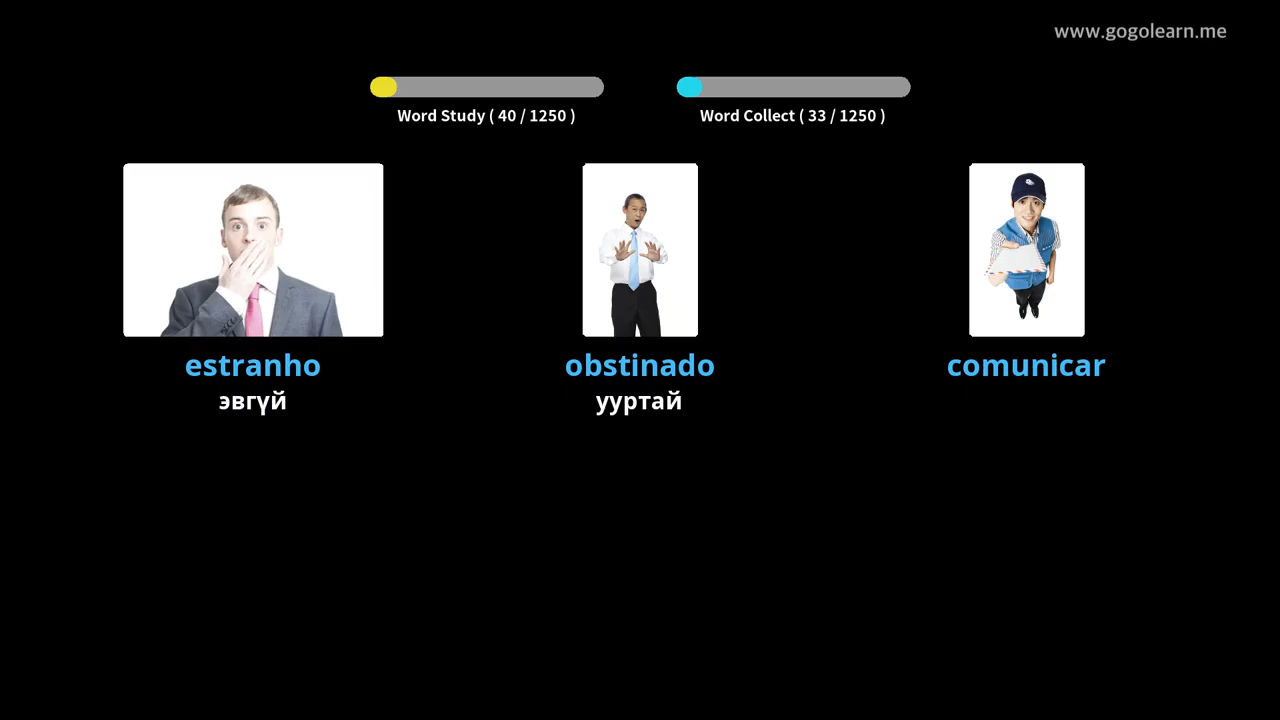 www.gogolearn.me
Word Study ( 40 / 1250 )
Word Collect ( 33 / 1250 )
estranho
obstinado
comunicar
эвгүй
ууртай